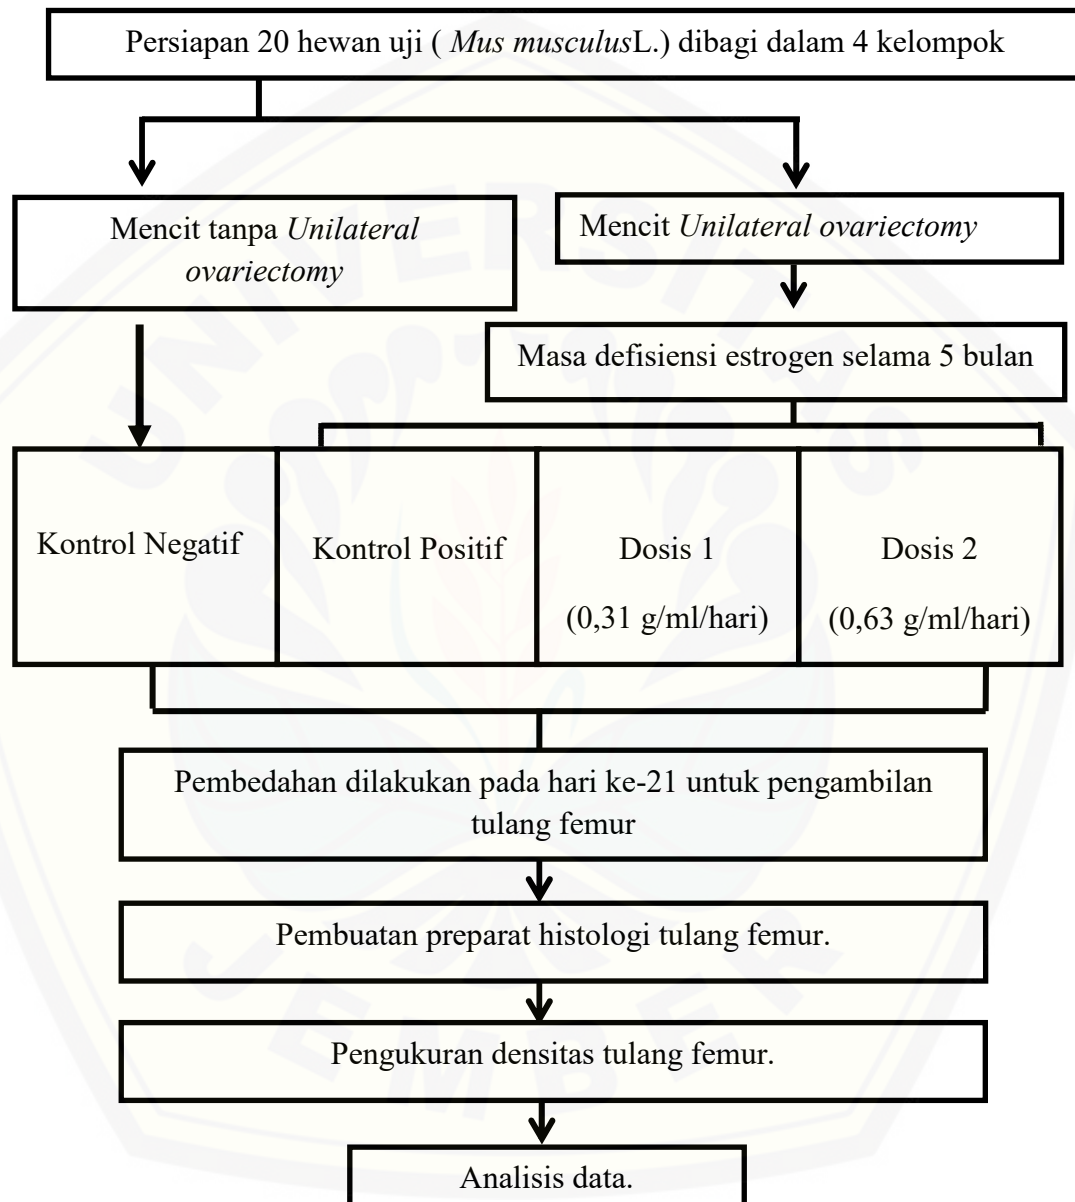 Persiapan 20 hewan uji ( Mus musculusL.) dibagi dalam 4 kelompok
Mencit tanpa Unilateral
ovariectomy
Mencit Unilateral ovariectomy
Masa defisiensi estrogen selama 5 bulan
Kontrol Negatif
Kontrol Positif
Dosis 1
(0,31 g/ml/hari)
Dosis 2
(0,63 g/ml/hari)
Pembedahan dilakukan pada hari ke-21 untuk pengambilan
tulang femur
Pembuatan preparat histologi tulang femur.
Pengukuran densitas tulang femur.
Analisis data.
UNIVERSITAS
JEMBER